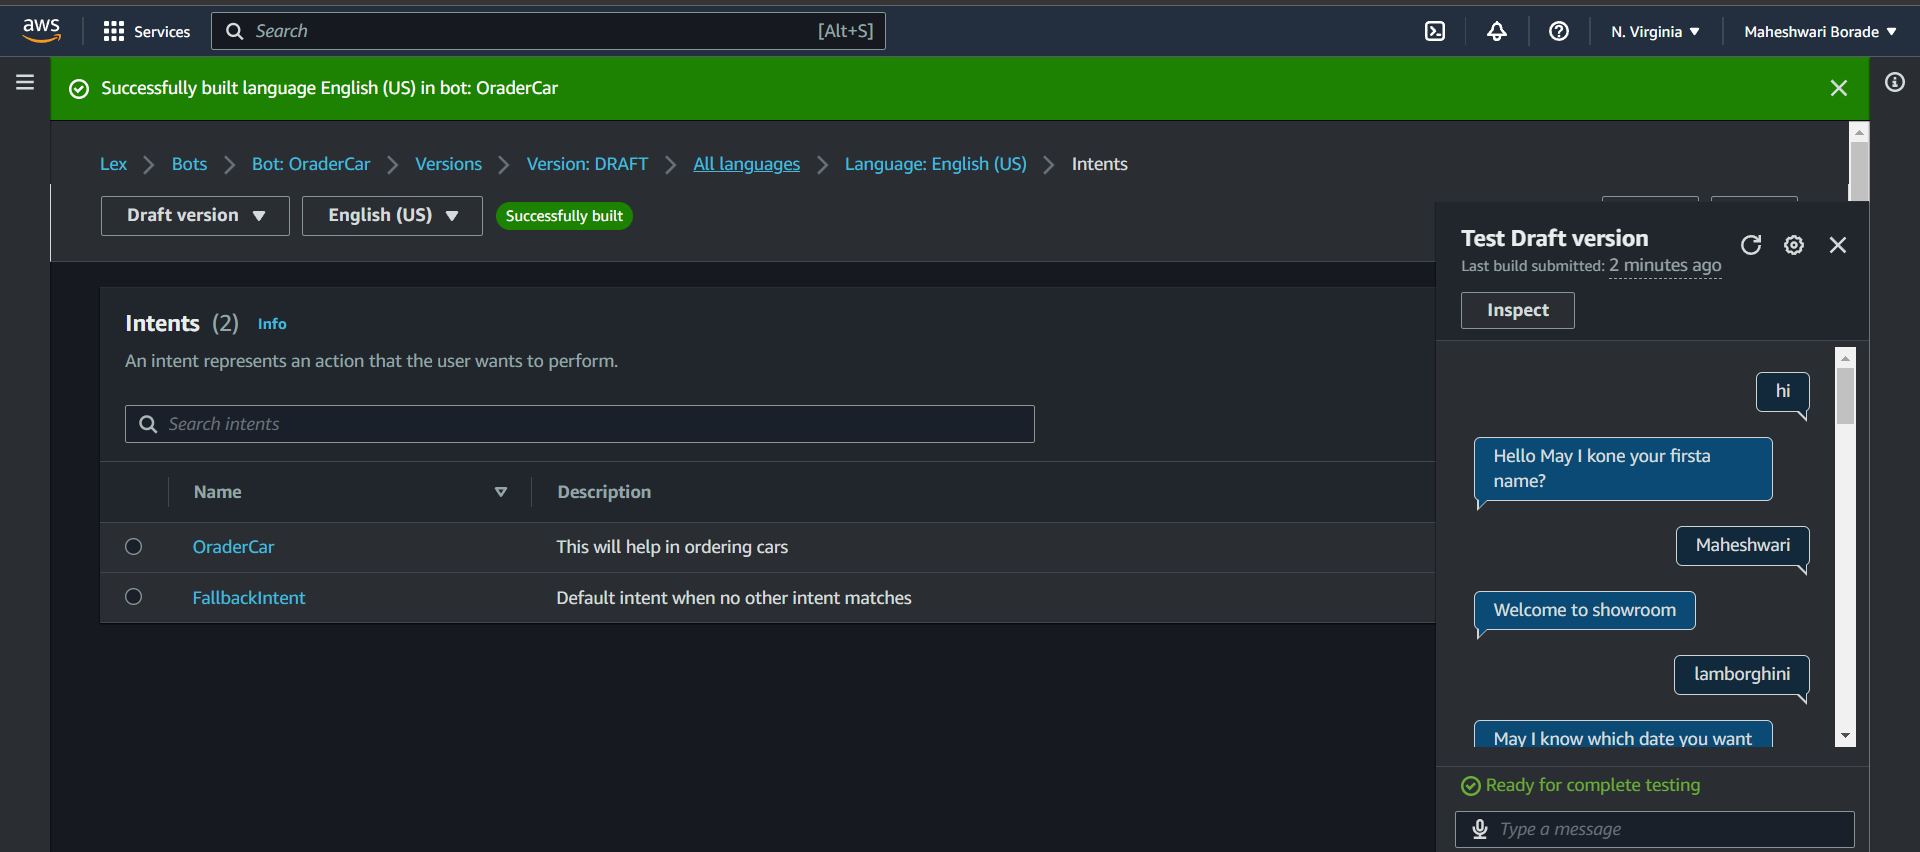 aws
Services
Search
[Alt+S]
N. Virginia
Maheshwari Borade
Successfully built language English (US) in bot: OraderCar
Lex
Bots
Bot: OraderCar
Versions
Version: DRAFT
All languages
Language: English (US)
Intents
Draft version
English (US)
Successfully built
Intents (2) Info
An intent represents an action that the user wants to perform.
Search intents
Name
Description
OraderCar
This will help in ordering cars
FallbackIntent
Default intent when no other intent matches
Test Draft version
Last build submitted: 2 minutes ago
Inspect
hi
Hello May I kone your firsta
name?
Maheshwari
Welcome to showroom
lamborghini
May I know which date you want
Ready for complete testing
Type a message